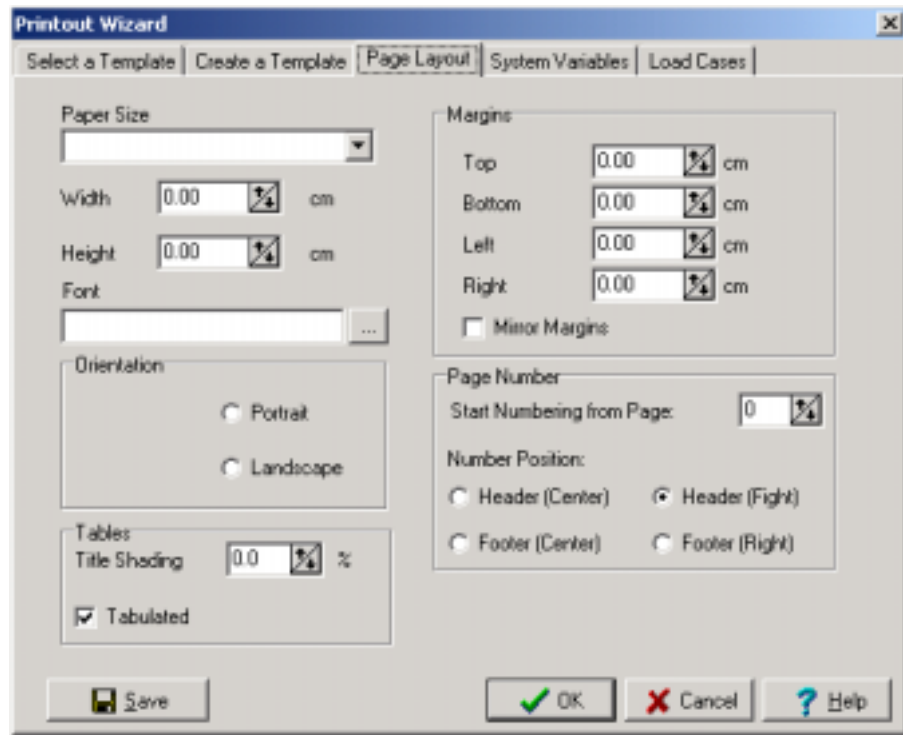 Printout Wizard
Select a Template Create a Template Page Layout System Variables Load Cases
Paper Size
Width 0.00 cm
Height 0.00 cm
Font
...
Orientation
Portrait
Landscape
Tables
Title Shading 0.0 %
Tabulated
Margins
Top 0.00 cm
Bottom 0.00 cm
Left 0.00 cm
Right 0.00 cm
Mirror Margins
Page Number
Start Numbering from Page: 0
Number Position:
Header (Center) Header (Fight)
Footer (Center) Footer (Right)
Save OK Cancel Help